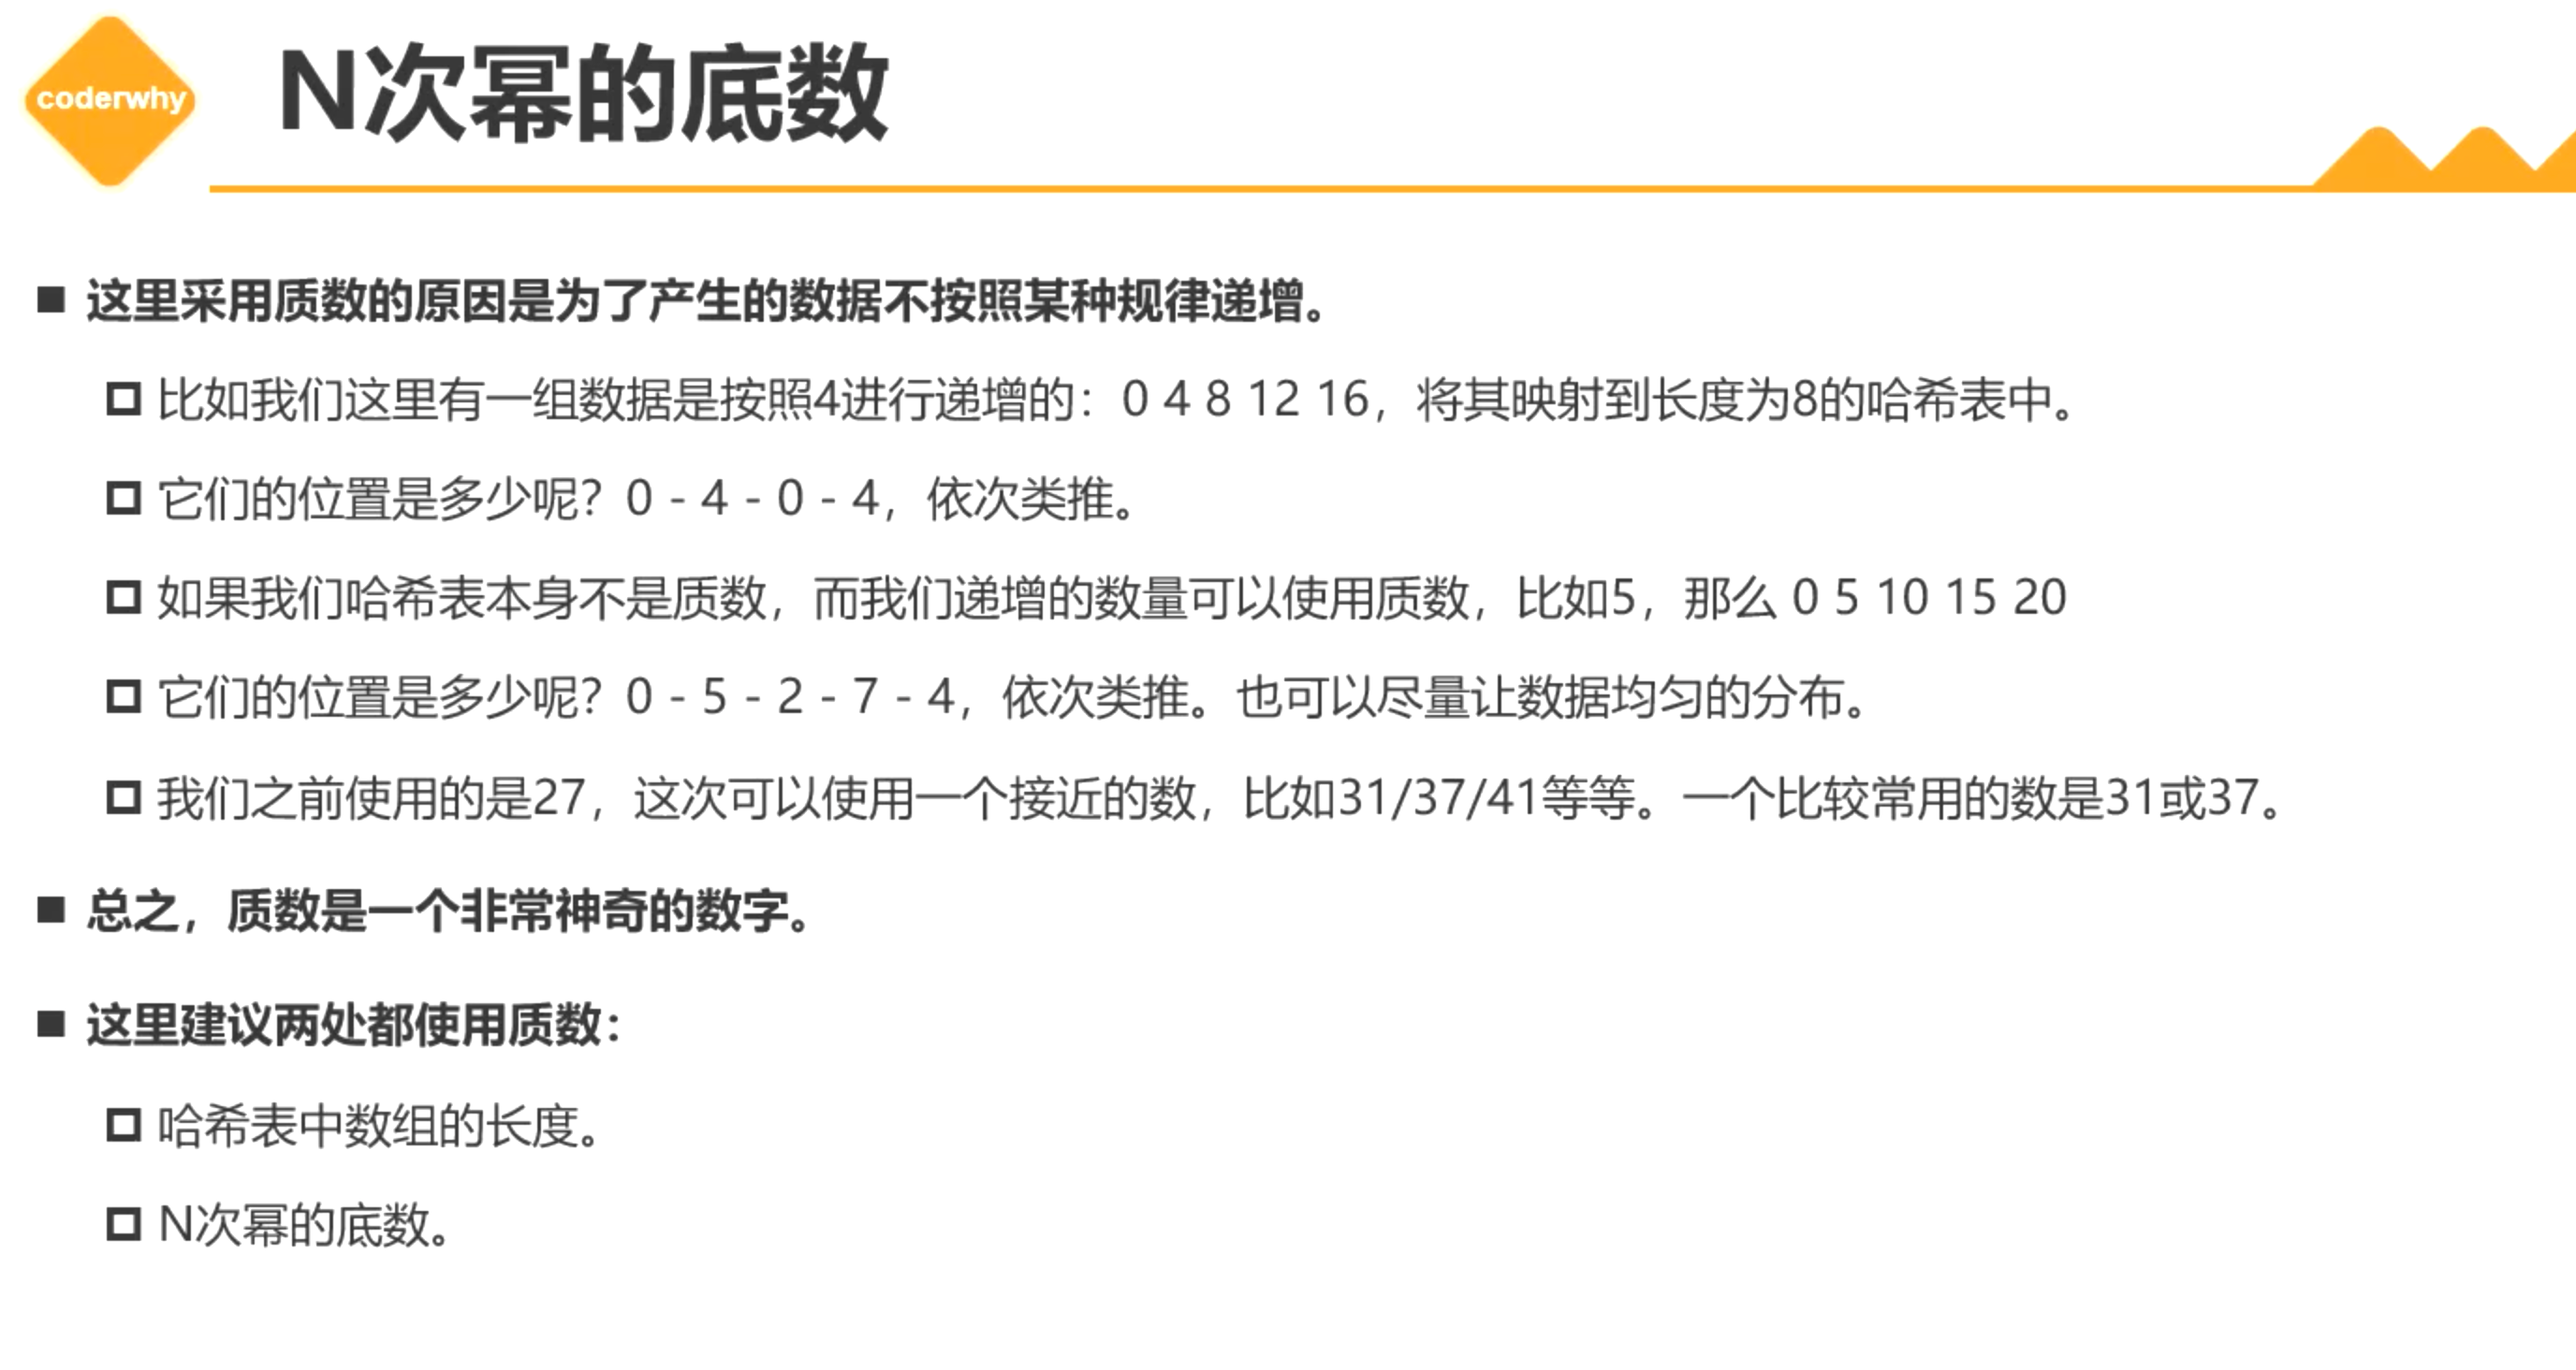 coderwhy
N次幂的底数
这里采用质数的原因是为了产生的数据不按照某种规律递增。
比如我们这里有一组数据是按照4进行递增的：0 4 8 12 16，将其映射到长度为8的哈希表中。
它们的位置是多少呢？0 - 4 - 0 - 4，依次类推。
如果我们哈希表本身不是质数，而我们递增的数量可以使用质数，比如5，那么 0 5 10 15 20
它们的位置是多少呢？0 - 5 - 2 - 7 - 4，依次类推。也可以尽量让数据均匀的分布。
我们之前使用的是27，这次可以使用一个接近的数，比如31/37/41等等。一个比较常用的数是31或37。
总之，质数是一个非常神奇的数字。
这里建议两处都使用质数：
哈希表中数组的长度。
N次幂的底数。